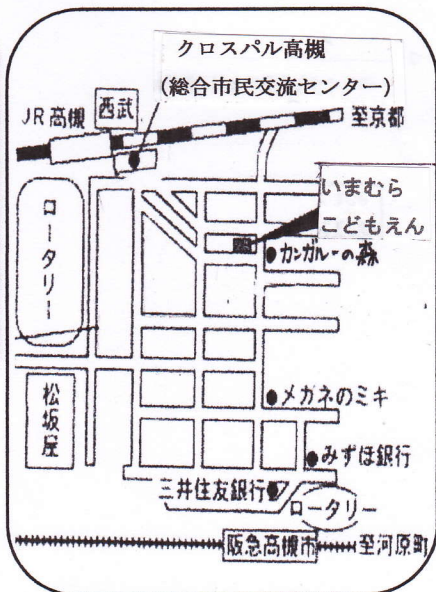 クロスパル高槻
(総合市民交流センター)
西武
JR高槻
至京都
いまむら
こどもえん
カンガルーの森
ロータリー
松坂屋
メガネのミキ
みずほ銀行
三井住友銀行
ロータリー
阪急高槻市
至河原町